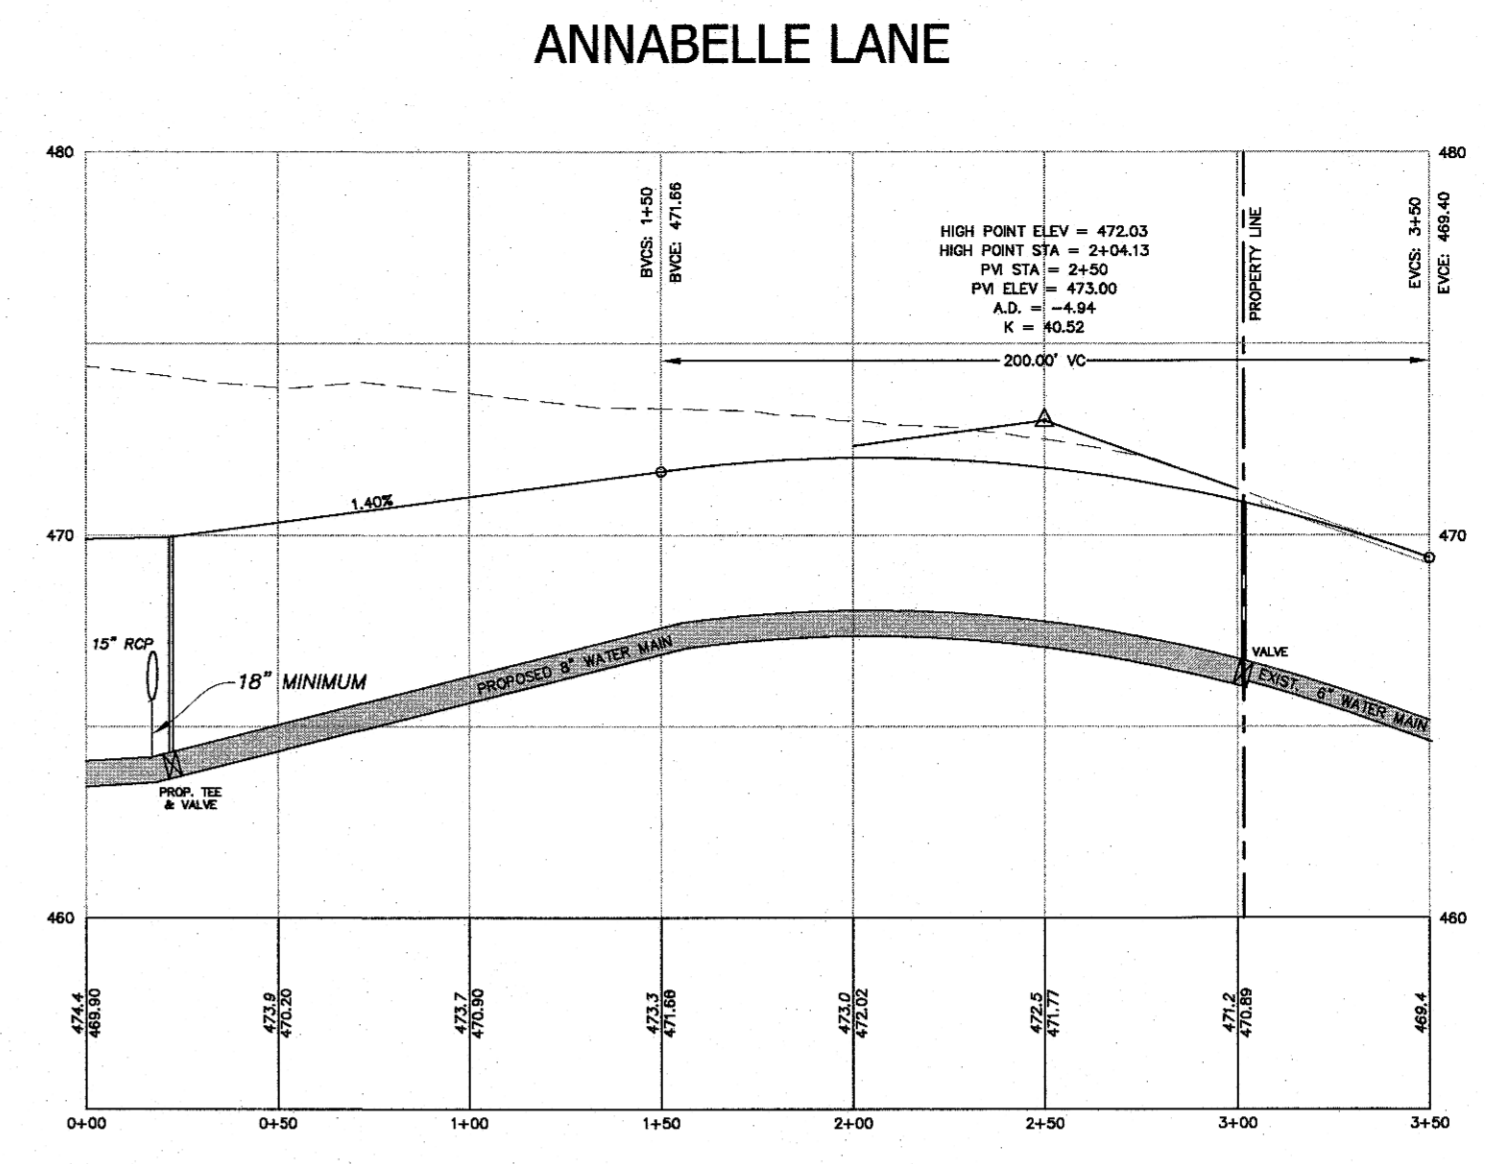 ANNABELLE LANE
480
480
BVCS: 1+50
BVCE: 471.66
HIGH POINT ELEV = 472.03
HIGH POINT STA = 2+04.13
PVI STA = 2+50
PVI ELEV = 473.00
A.D. = -4.94
K = 40.52
200.00' VC
PROPERTY LINE
EVCS: 3+50
EVCE: 469.40
1.40%
470
470
15" RCP
18" MINIMUM
PROPOSED 8" WATER MAIN
VALVE
EXIST. 6" WATER MAIN
PROP. TEE
& VALVE
460
460
474.4
469.90
473.9
470.20
473.7
470.90
473.3
471.66
473.0
472.02
472.5
471.77
471.2
470.89
469.4
0+00
0+50
1+00
1+50
2+00
2+50
3+00
3+50